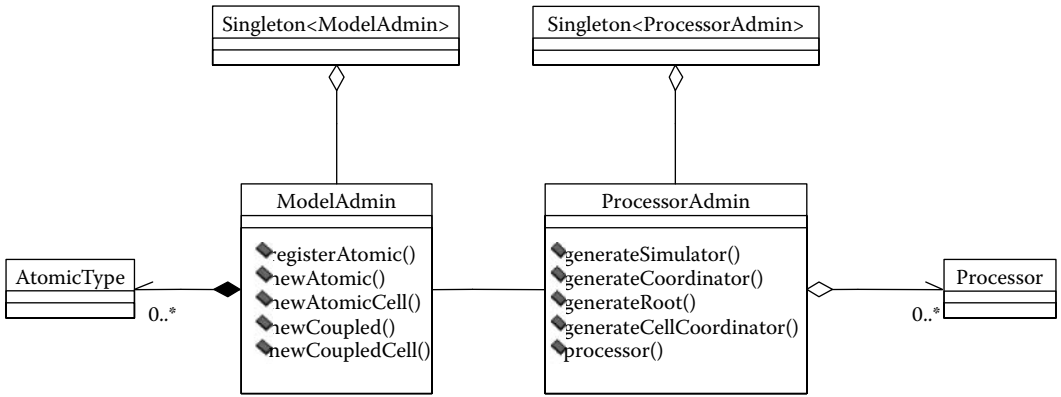 Singleton<ModelAdmin>
Singleton<ProcessorAdmin>
ModelAdmin
registerAtomic()
newAtomic()
newAtomicCell()
newCoupled()
newCoupledCell()
ProcessorAdmin
generateSimulator()
generateCoordinator()
generateRoot()
generateCellCoordinator()
processor()
AtomicType
0..*
Processor
0..*